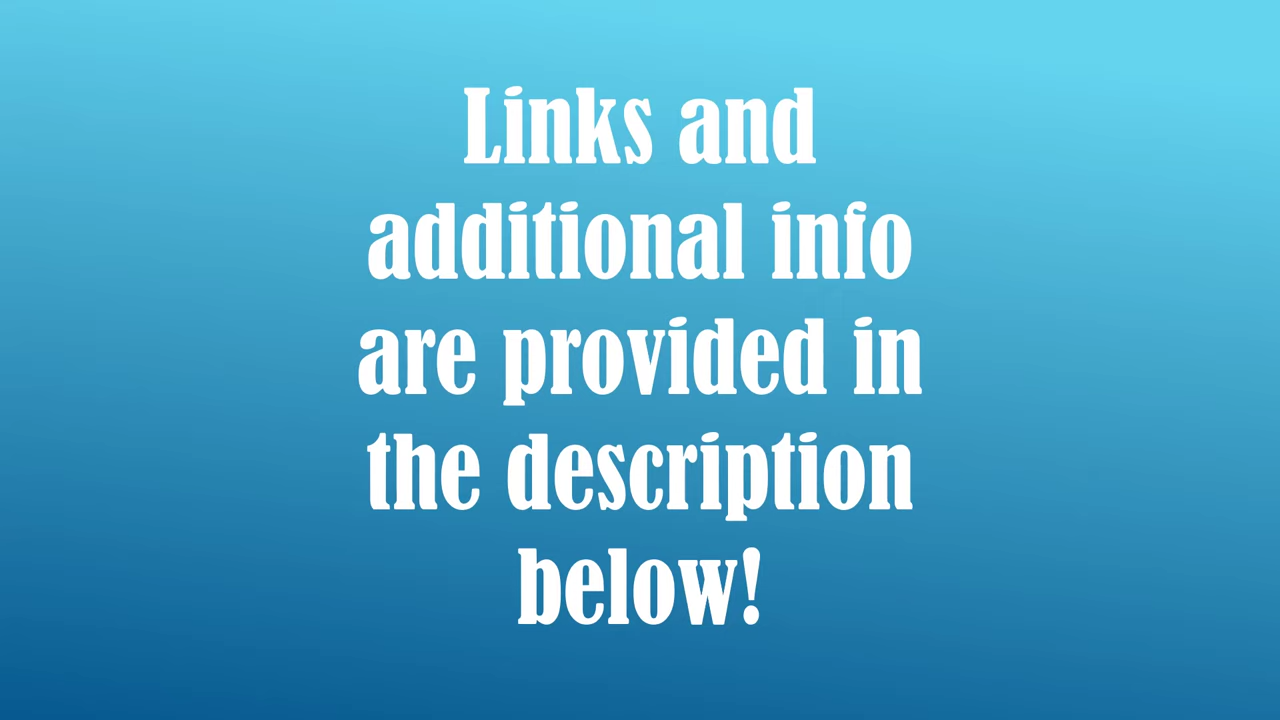 Links and
additional info
are provided in
the description
below!